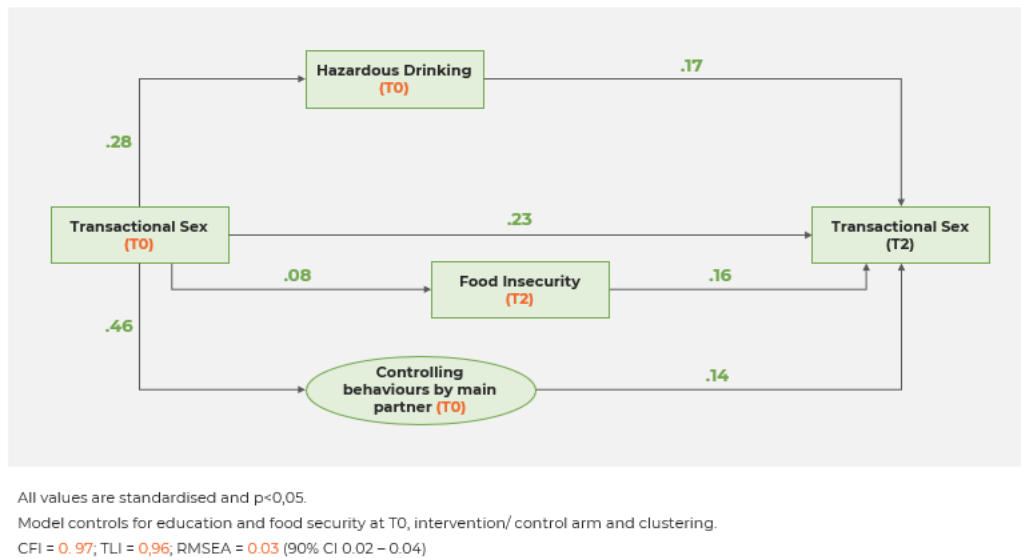 Hazardous Drinking
(T0)
.17
.28
Transactional Sex
(T0)
.23
Transactional Sex
(T2)
.08
Food Insecurity
(T2)
.16
.46
Controlling
behaviours by main
partner (T0)
.14
All values are standardised and p<0,05.
Model controls for education and food security at T0, intervention/ control arm and clustering.
CFI = 0. 97; TLI = 0,96; RMSEA = 0.03 (90% CI 0.02 – 0.04)